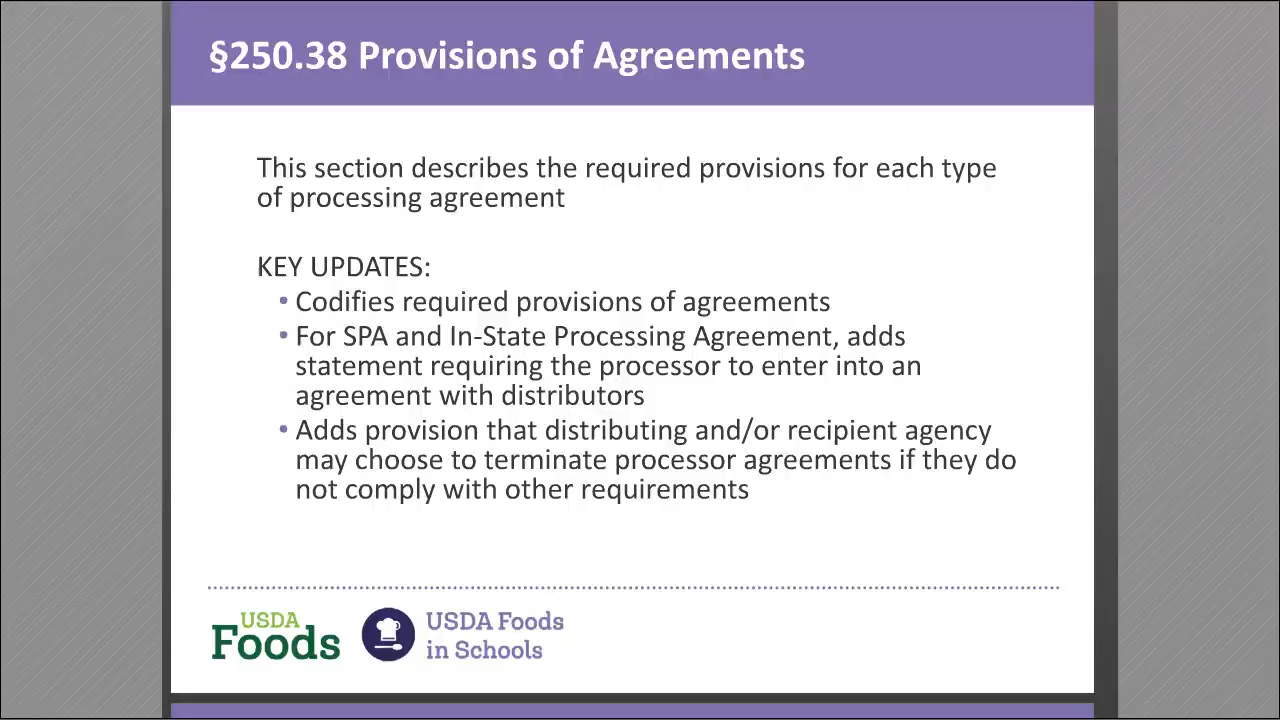 §250.38 Provisions of Agreements
This section describes the required provisions for each type
of processing agreement
KEY UPDATES:
• Codifies required provisions of agreements
• For SPA and In-State Processing Agreement, adds
statement requiring the processor to enter into an
agreement with distributors
• Adds provision that distributing and/or recipient agency
may choose to terminate processor agreements if they do
not comply with other requirements
USDA
Foods
USDA Foods
in Schools